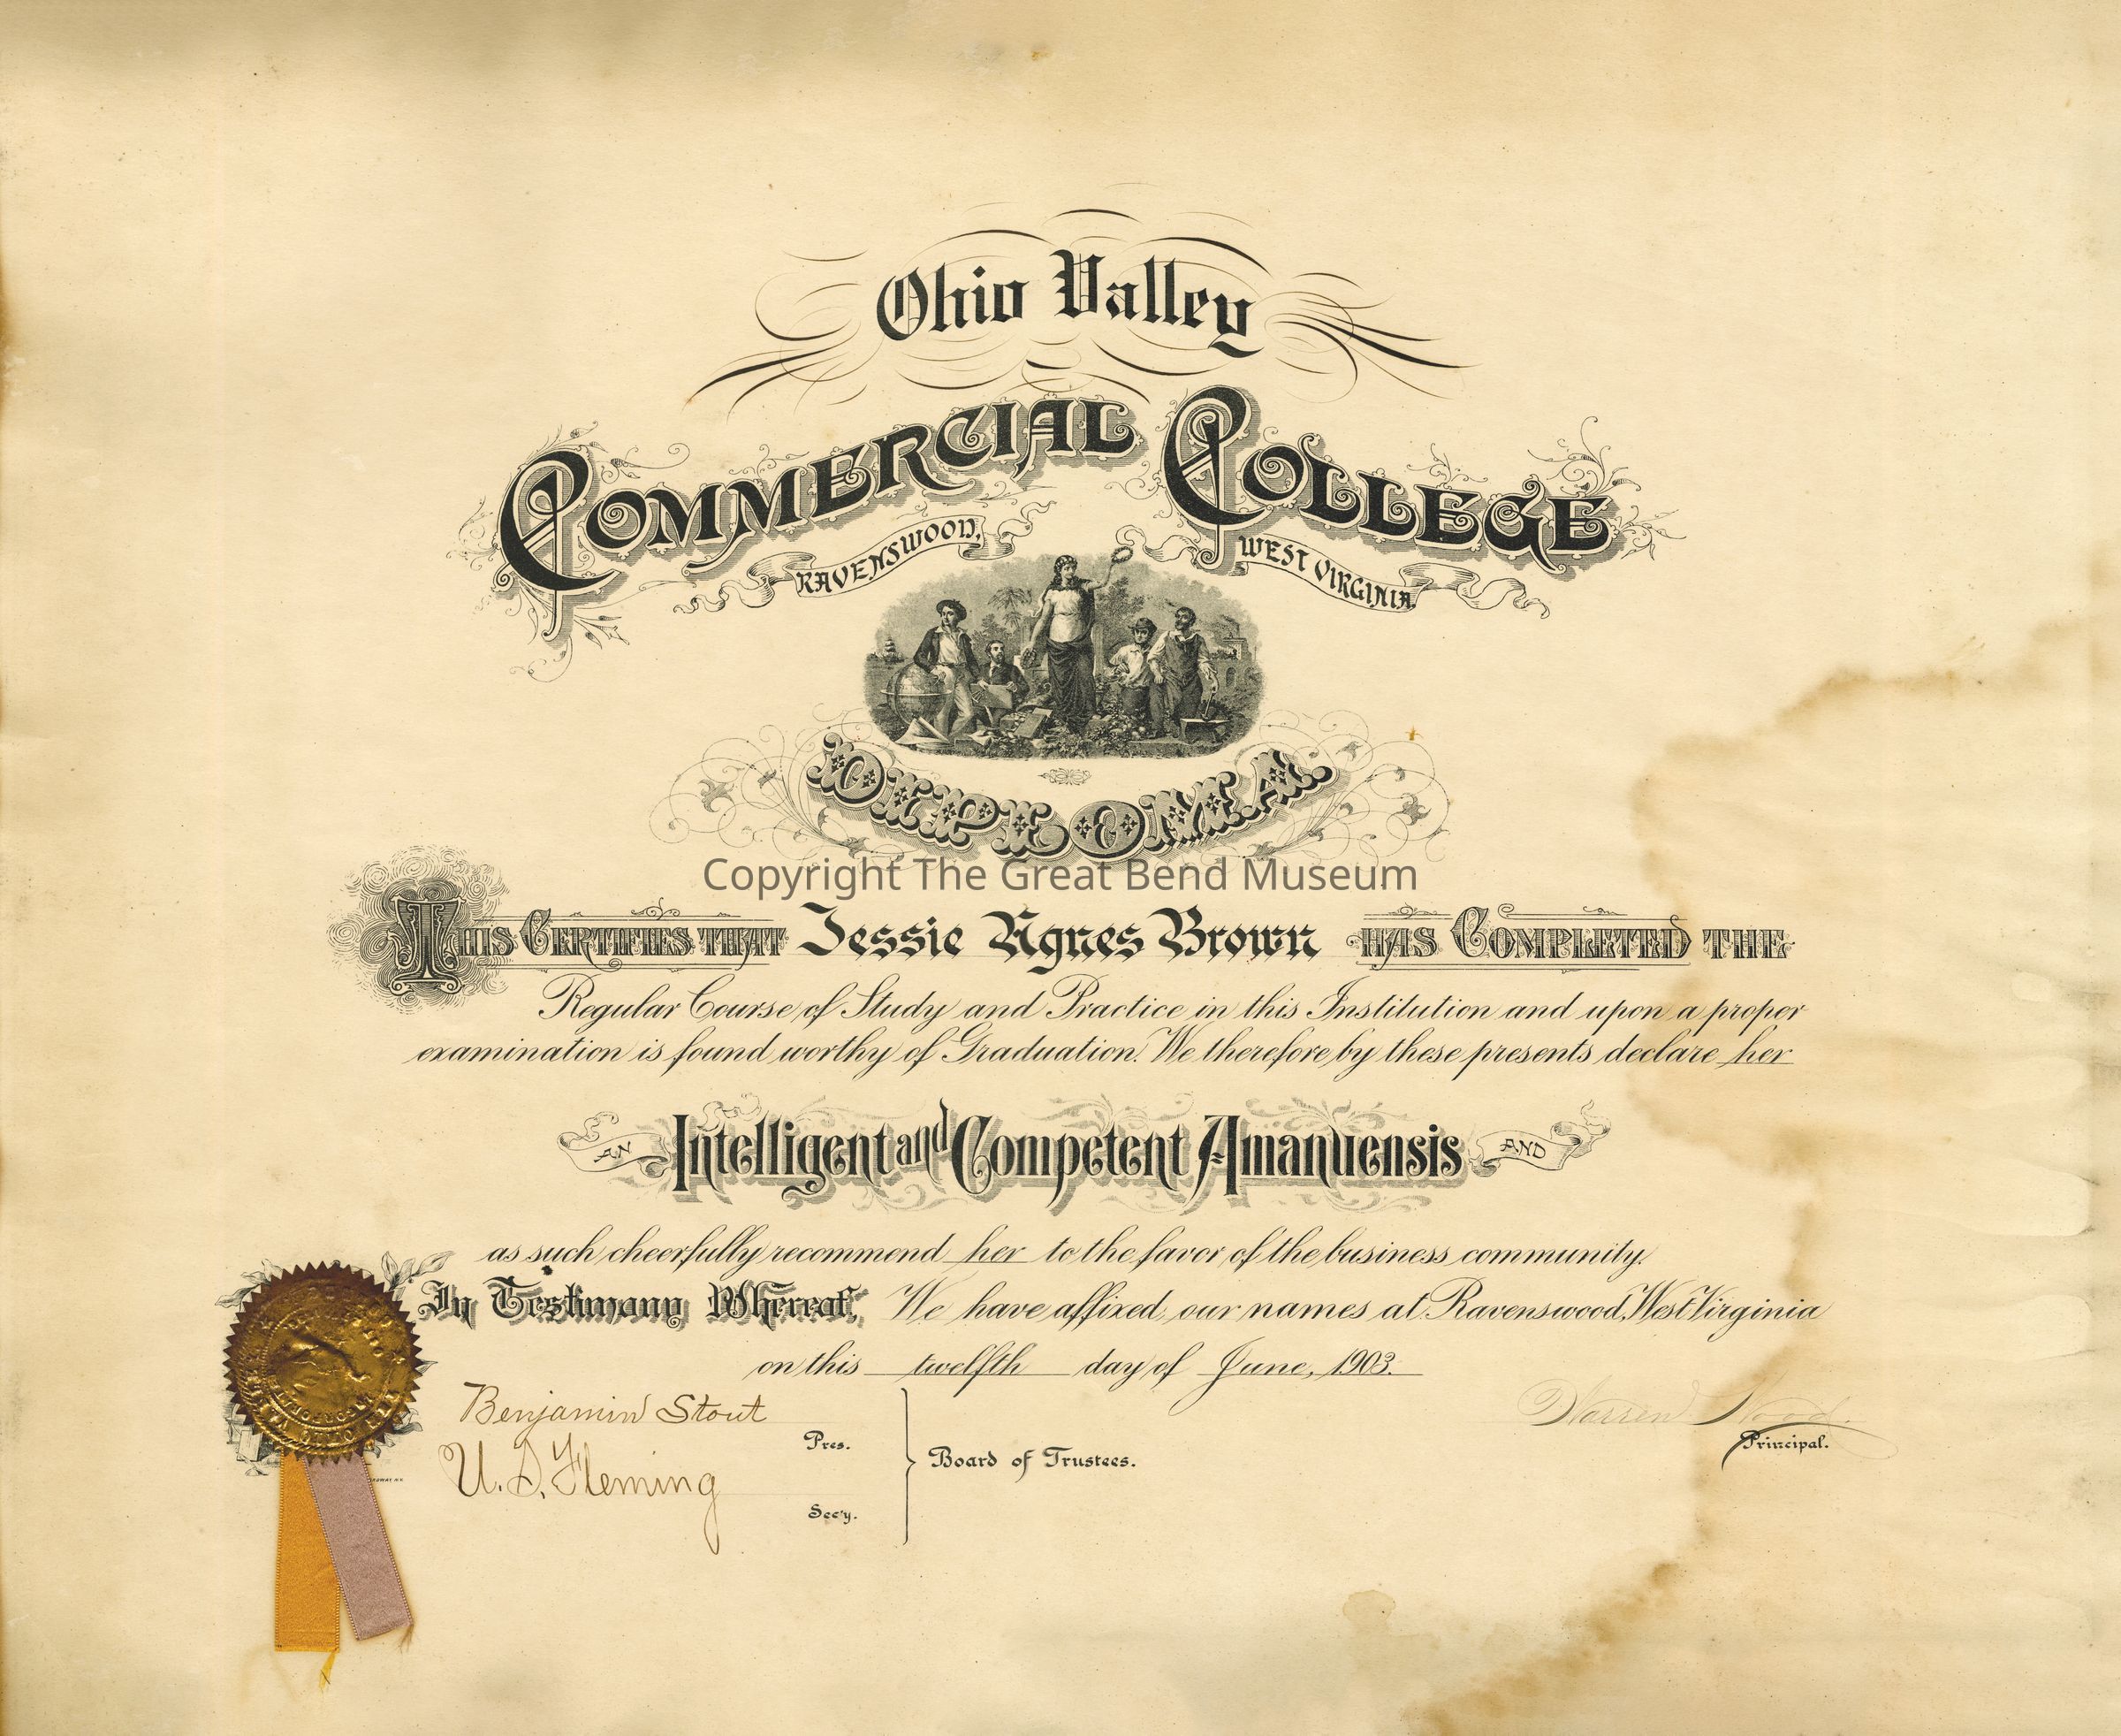 Ohio Valley
COMMERCIAL COLLEGE
RAVENSWOOD, WEST VIRGINIA.
DIPLOMA.
Copyright The Great Bend Museum
THIS CERTIFIES THAT Jessie Agnes Brown HAS COMPLETED THE
Regular Course of Study and Practice in this Institution and upon a proper
examination is found worthy of Graduation. We therefore by these presents declare her
AN Intelligent and Competent Amanuensis AND
as such cheerfully recommend her to the favor of the business community.
In Testimony Whereof, We have affixed our names at Ravenswood, West Virginia
on this twelfth day of June, 1903.
Benjamin Stout
Pres.
U. S. Fleming
Sec'y.
Board of Trustees.
Warren Wood.
Principal.